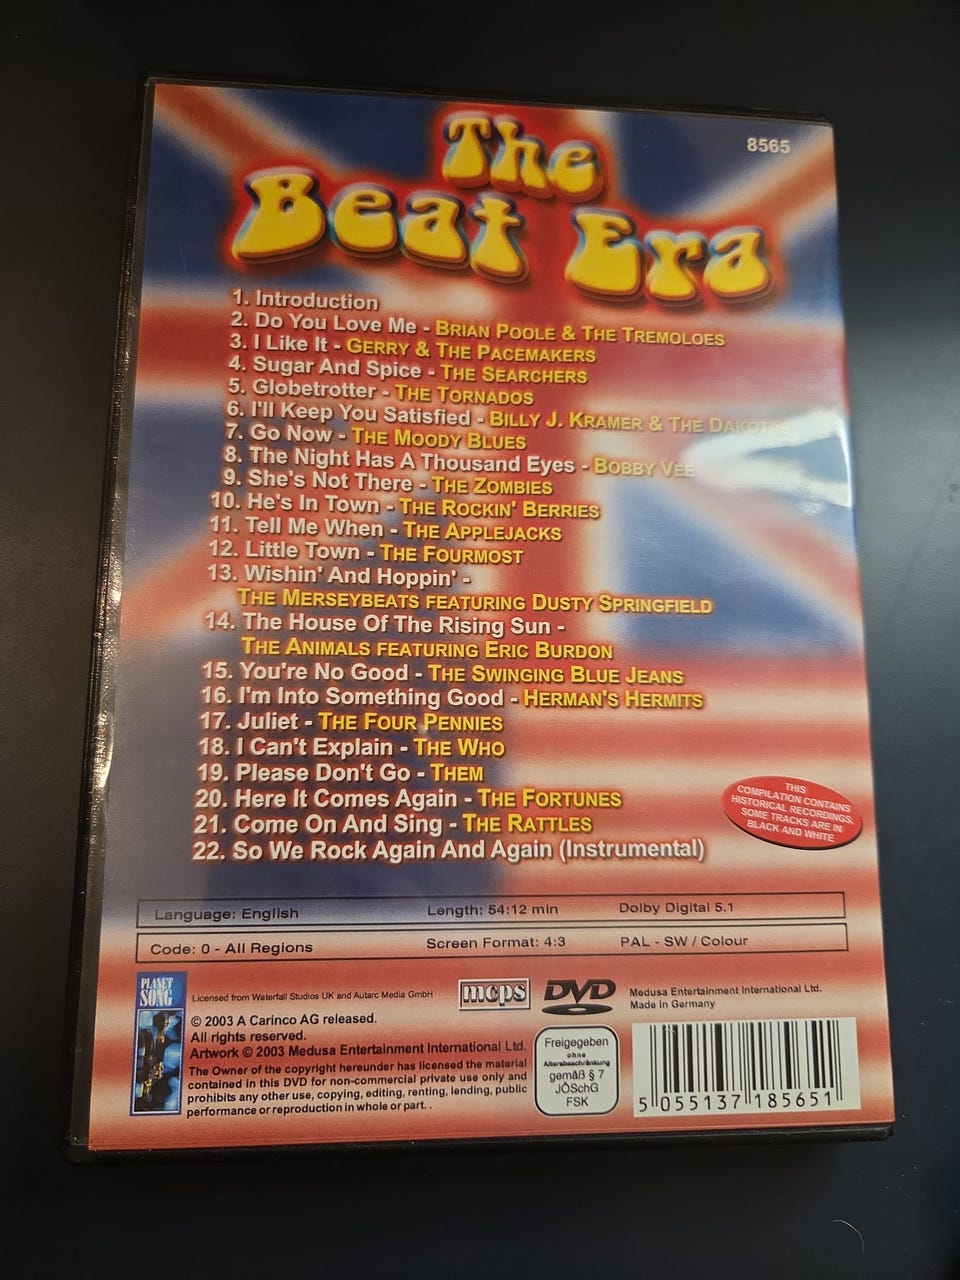 8565
The
Beat Era
1. Introduction
2. Do You Love Me - BRIAN POOLE & THE TREMOLOES
3. I Like It - GERRY & THE PACEMAKERS
4. Sugar And Spice - THE SEARCHERS
5. Globetrotter - THE TORNADOS
6. I'll Keep You Satisfied - BILLY J. KRAMER & THE DAKOTAS
7. Go Now - THE MOODY BLUES
8. The Night Has A Thousand Eyes - BOBBY VEE
9. She's Not There - THE ZOMBIES
10. He's In Town - THE ROCKIN' BERRIES
11. Tell Me When - THE APPLEJACKS
12. Little Town - THE FOURMOST
13. Wishin' And Hoppin' -
THE MERSEYBEATS FEATURING DUSTY SPRINGFIELD
14. The House Of The Rising Sun -
THE ANIMALS FEATURING ERIC BURDON
15. You're No Good - THE SWINGING BLUE JEANS
16. I'm Into Something Good - HERMAN'S HERMITS
17. Juliet - THE FOUR PENNIES
18. I Can't Explain - THE WHO
19. Please Don't Go - THEM
20. Here It Comes Again - THE FORTUNES
21. Come On And Sing - THE RATTLES
22. So We Rock Again And Again (Instrumental)
THIS
COMPILATION CONTAINS
HISTORICAL RECORDINGS.
SOME TRACKS ARE IN
BLACK AND WHITE
Language: English Length: 54:12 min Dolby Digital 5.1
Code: 0 - All Regions Screen Format: 4:3 PAL - SW / Colour
PLANET
SONG
Licensed from Waterfall Studios UK and Autarc Media GmbH
mcps
DVD
Medusa Entertainment International Ltd.
Made in Germany
© 2003 A Carinco AG released.
All rights reserved.
Artwork © 2003 Medusa Entertainment International Ltd.
The Owner of the copyright hereunder has licensed the material
contained in this DVD for non-commercial private use only and
prohibits any other use, copying, editing, renting, lending, public
performance or reproduction in whole or part. .
Freigegeben
ohne
Altersbeschränkung
gemäß § 7
JÖSchG
FSK
5 055137 185651